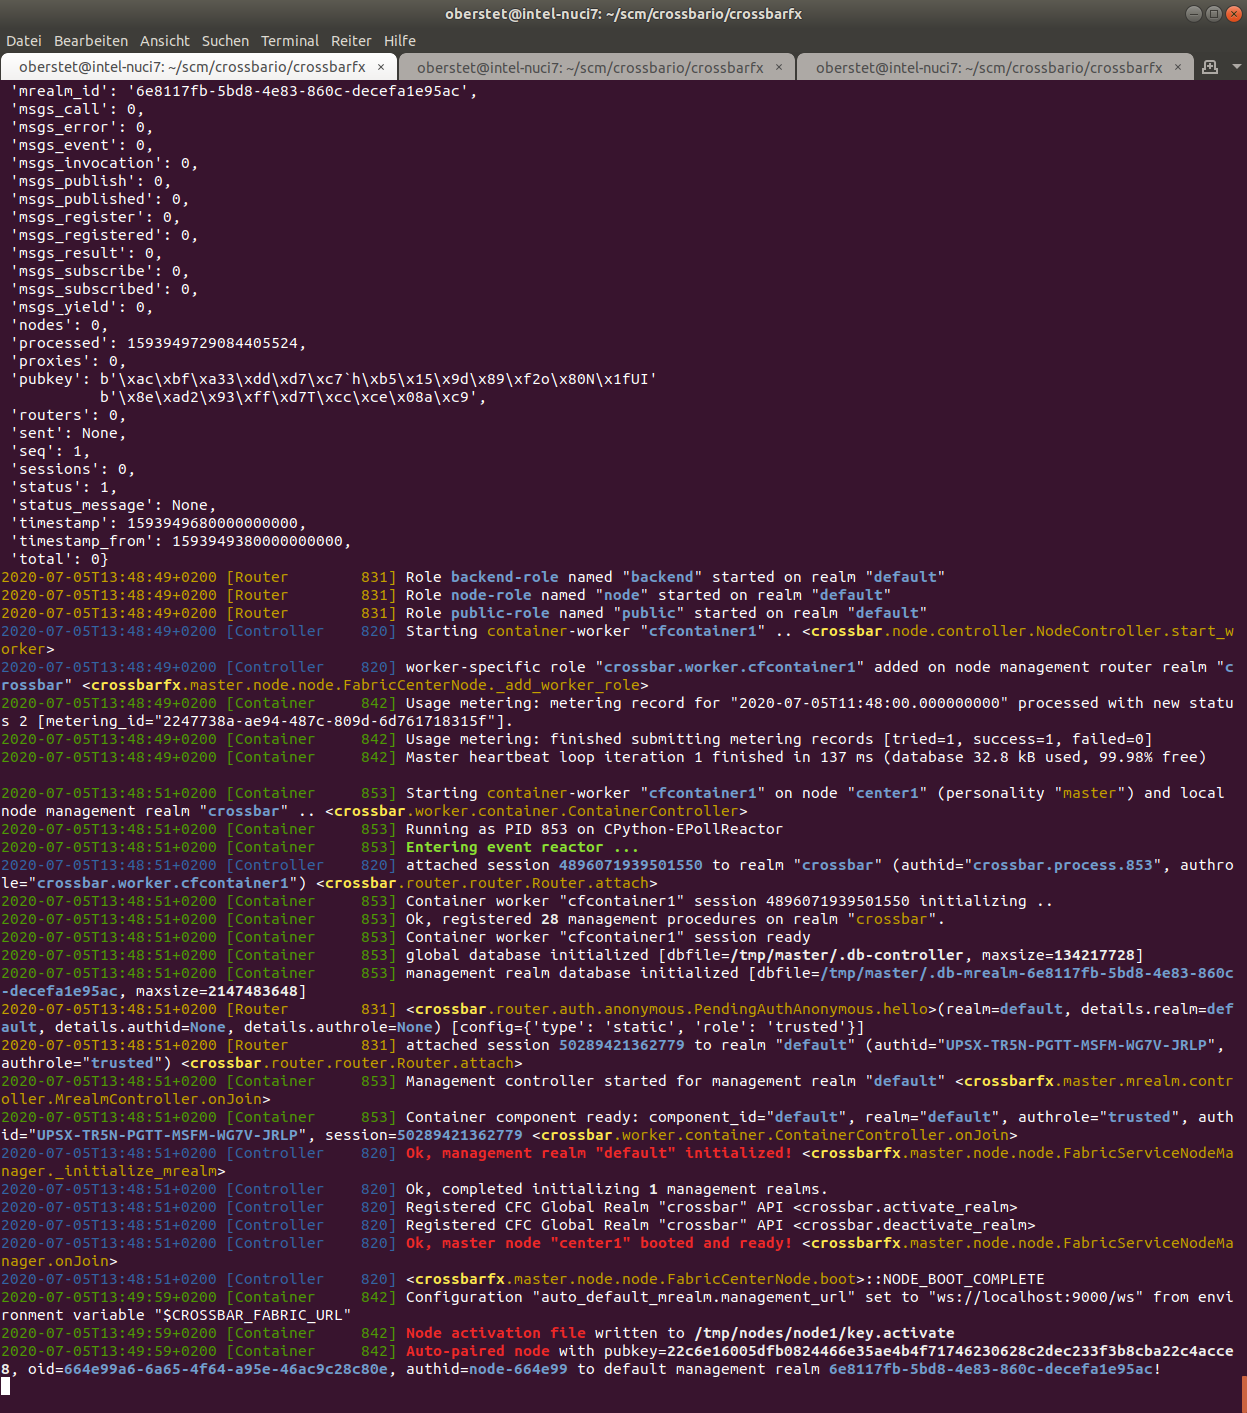 oberstet@intel-nuci7: ~/scm/crossbario/crossbarfx
Datei Bearbeiten Ansicht Suchen Terminal Reiter Hilfe
oberstet@intel-nuci7: ~/scm/crossbario/crossbarfx × oberstet@intel-nuci7: ~/scm/crossbario/crossbarfx × oberstet@intel-nuci7: ~/scm/crossbario/crossbarfx ×
'mrealm_id': '6e8117fb-5bd8-4e83-860c-decefa1e95ac',
'msgs_call': 0,
'msgs_error': 0,
'msgs_event': 0,
'msgs_invocation': 0,
'msgs_publish': 0,
'msgs_published': 0,
'msgs_register': 0,
'msgs_registered': 0,
'msgs_result': 0,
'msgs_subscribe': 0,
'msgs_subscribed': 0,
'msgs_yield': 0,
'nodes': 0,
'processed': 1593949729084405524,
'proxies': 0,
'pubkey': b'\xac\xbf\xa33\xdd\xd7\xc7`h\xb5\x15\x9d\x89\xf2o\x80N\x1fUI'
b'\x8e\xad2\x93\xff\xd7T\xcc\xce\x08a\xc9',
'routers': 0,
'sent': None,
'seq': 1,
'sessions': 0,
'status': 1,
'status_message': None,
'timestamp': 1593949680000000000,
'timestamp_from': 1593949380000000000,
'total': 0}
2020-07-05T13:48:49+0200 [Router 831] Role backend-role named "backend" started on realm "default"
2020-07-05T13:48:49+0200 [Router 831] Role node-role named "node" started on realm "default"
2020-07-05T13:48:49+0200 [Router 831] Role public-role named "public" started on realm "default"
2020-07-05T13:48:49+0200 [Controller 820] Starting container-worker "cfcontainer1" .. <crossbar.node.controller.NodeController.start_w
orker>
2020-07-05T13:48:49+0200 [Controller 820] worker-specific role "crossbar.worker.cfcontainer1" added on node management router realm "c
rossbar" <crossbarfx.master.node.node.FabricCenterNode._add_worker_role>
2020-07-05T13:48:49+0200 [Container 842] Usage metering: metering record for "2020-07-05T11:48:00.000000000" processed with new statu
s 2 [metering_id="2247738a-ae94-487c-809d-6d761718315f"].
2020-07-05T13:48:49+0200 [Container 842] Usage metering: finished submitting metering records [tried=1, success=1, failed=0]
2020-07-05T13:48:49+0200 [Container 842] Master heartbeat loop iteration 1 finished in 137 ms (database 32.8 kB used, 99.98% free)
2020-07-05T13:48:51+0200 [Container 853] Starting container-worker "cfcontainer1" on node "center1" (personality "master") and local
node management realm "crossbar" .. <crossbar.worker.container.ContainerController>
2020-07-05T13:48:51+0200 [Container 853] Running as PID 853 on CPython-EPollReactor
2020-07-05T13:48:51+0200 [Container 853] Entering event reactor ...
2020-07-05T13:48:51+0200 [Controller 820] attached session 4896071939501550 to realm "crossbar" (authid="crossbar.process.853", authro
le="crossbar.worker.cfcontainer1") <crossbar.router.router.Router.attach>
2020-07-05T13:48:51+0200 [Container 853] Container worker "cfcontainer1" session 4896071939501550 initializing ..
2020-07-05T13:48:51+0200 [Container 853] Ok, registered 28 management procedures on realm "crossbar".
2020-07-05T13:48:51+0200 [Container 853] Container worker "cfcontainer1" session ready
2020-07-05T13:48:51+0200 [Container 853] global database initialized [dbfile=/tmp/master/.db-controller, maxsize=134217728]
2020-07-05T13:48:51+0200 [Container 853] management realm database initialized [dbfile=/tmp/master/.db-mrealm-6e8117fb-5bd8-4e83-860c
-decefa1e95ac, maxsize=2147483648]
2020-07-05T13:48:51+0200 [Router 831] <crossbar.router.auth.anonymous.PendingAuthAnonymous.hello>(realm=default, details.realm=def
ault, details.authid=None, details.authrole=None) [config={'type': 'static', 'role': 'trusted'}]
2020-07-05T13:48:51+0200 [Router 831] attached session 50289421362779 to realm "default" (authid="UPSX-TR5N-PGTT-MSFM-WG7V-JRLP",
authrole="trusted") <crossbar.router.router.Router.attach>
2020-07-05T13:48:51+0200 [Container 853] Management controller started for management realm "default" <crossbarfx.master.mrealm.contr
oller.MrealmController.onJoin>
2020-07-05T13:48:51+0200 [Container 853] Container component ready: component_id="default", realm="default", authrole="trusted", auth
id="UPSX-TR5N-PGTT-MSFM-WG7V-JRLP", session=50289421362779 <crossbar.worker.container.ContainerController.onJoin>
2020-07-05T13:48:51+0200 [Controller 820] Ok, management realm "default" initialized! <crossbarfx.master.node.node.FabricServiceNodeMa
nager._initialize_mrealm>
2020-07-05T13:48:51+0200 [Controller 820] Ok, completed initializing 1 management realms.
2020-07-05T13:48:51+0200 [Controller 820] Registered CFC Global Realm "crossbar" API <crossbar.activate_realm>
2020-07-05T13:48:51+0200 [Controller 820] Registered CFC Global Realm "crossbar" API <crossbar.deactivate_realm>
2020-07-05T13:48:51+0200 [Controller 820] Ok, master node "center1" booted and ready! <crossbarfx.master.node.node.FabricServiceNodeMa
nager.onJoin>
2020-07-05T13:48:51+0200 [Controller 820] <crossbarfx.master.node.node.FabricCenterNode.boot>::NODE_BOOT_COMPLETE
2020-07-05T13:49:59+0200 [Container 842] Configuration "auto_default_mrealm.management_url" set to "ws://localhost:9000/ws" from envi
ronment variable "$CROSSBAR_FABRIC_URL"
2020-07-05T13:49:59+0200 [Container 842] Node activation file written to /tmp/nodes/node1/key.activate
2020-07-05T13:49:59+0200 [Container 842] Auto-paired node with pubkey=22c6e16005dfb0824466e35ae4b4f71746230628c2dec233f3b8cba22c4acce
8, oid=664e99a6-6a65-4f64-a95e-46ac9c28c80e, authid=node-664e99 to default management realm 6e8117fb-5bd8-4e83-860c-decefa1e95ac!